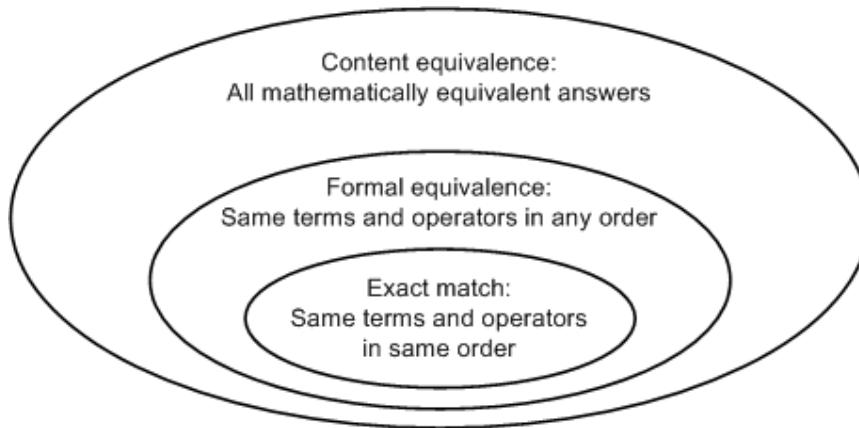 Content equivalence:
All mathematically equivalent answers
Formal equivalence:
Same terms and operators in any order
Exact match:
Same terms and operators
in same order